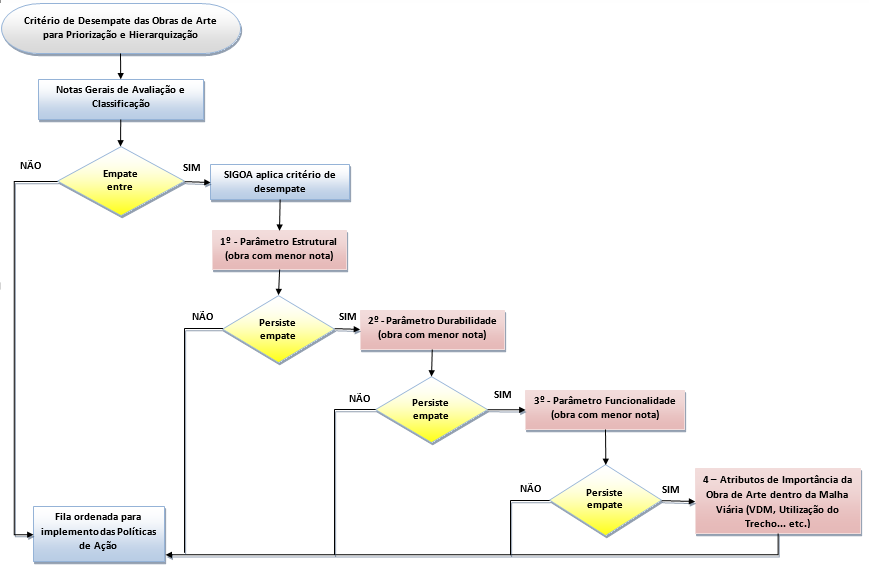 Critério de Desempate das Obras de Arte
para Priorização e Hierarquização
Notas Gerais de Avaliação e
Classificação
NÃO
Empate
entre
SIM
SIGOA aplica critério de
desempate
1º - Parâmetro Estrutural
(obra com menor nota)
NÃO
Persiste
empate
SIM
2º -Parâmetro Durabilidade
(obra com menor nota)
NÃO
Persiste
empate
SIM
3º - Parâmetro Funcionalidade
(obra com menor nota)
NÃO
Persiste
empate
SIM
4 – Atributos de Importância da
Obra de Arte dentro da Malha
Viária (VDM, Utilização do
Trecho... etc.)
Fila ordenada para
implemento das Políticas
de Ação